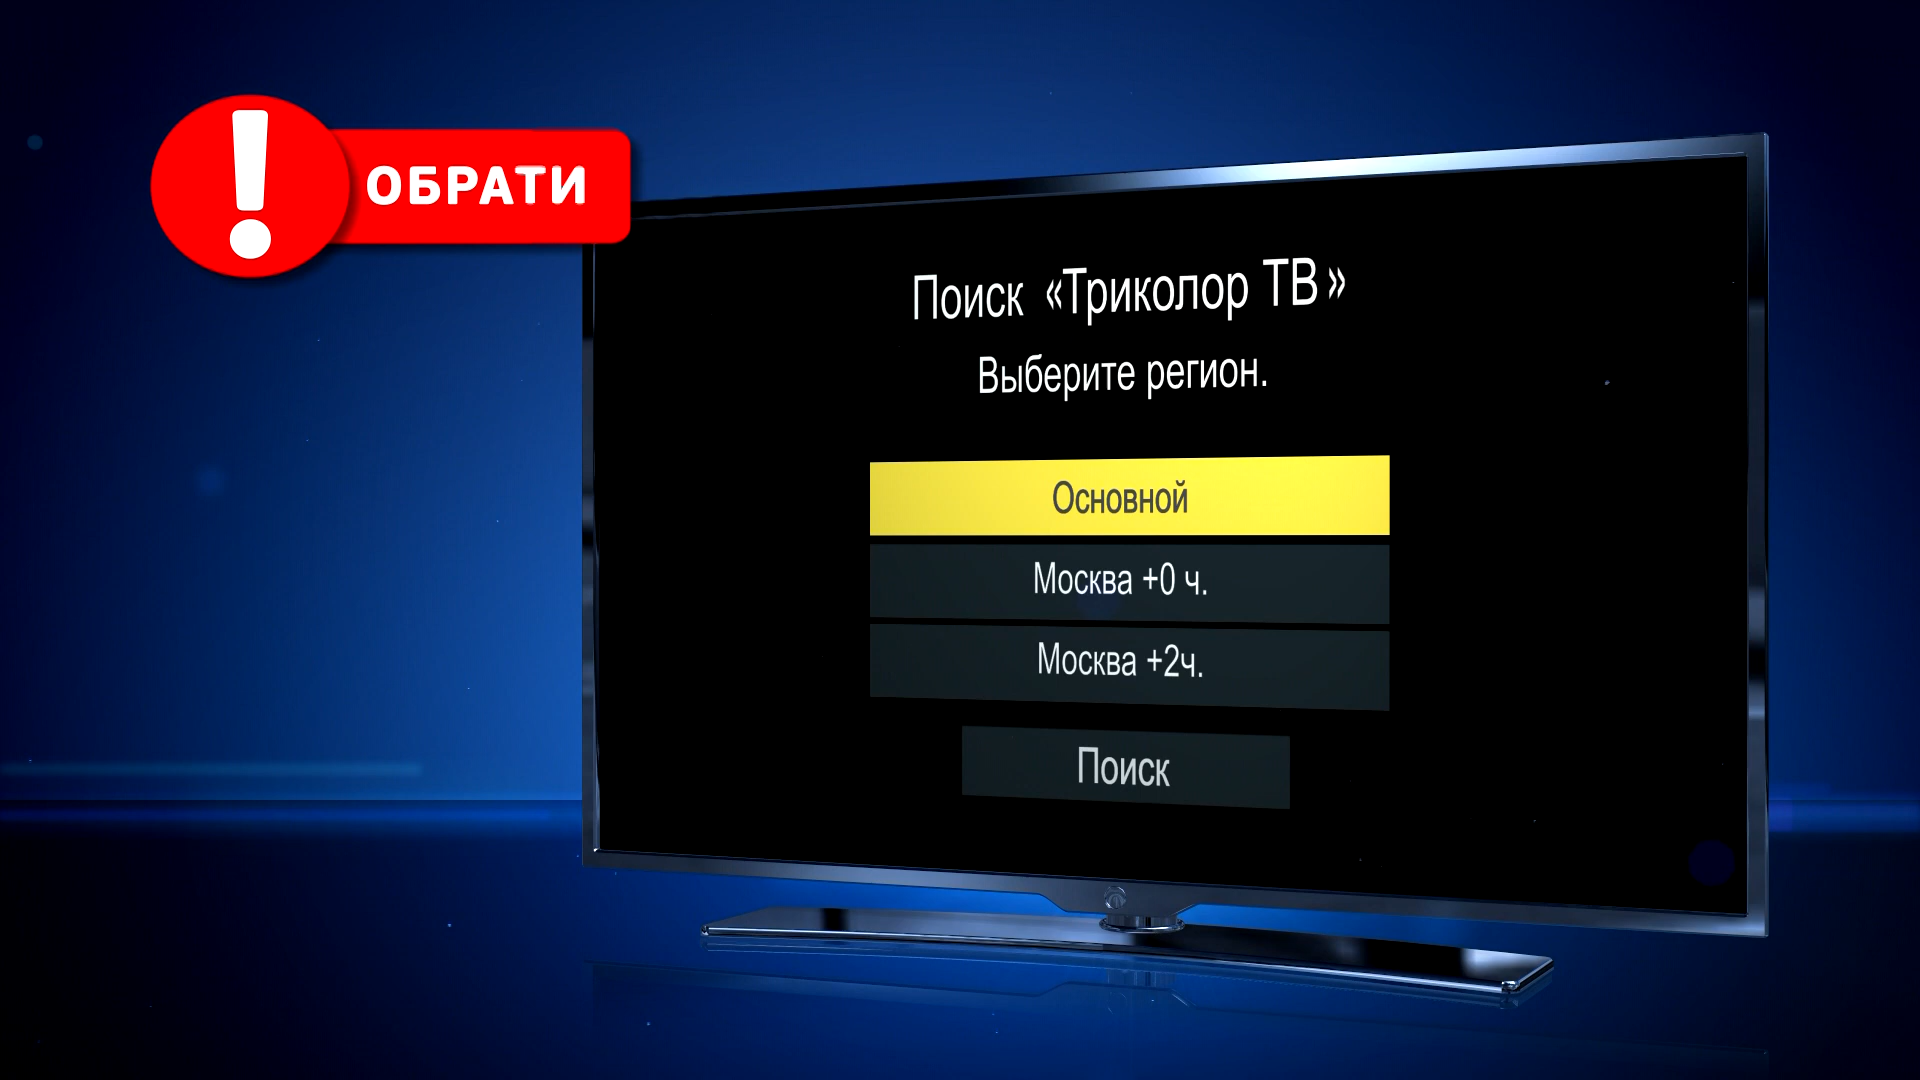 ! ОБРАТИ
Поиск «Триколор ТВ»
Выберите регион.
Основной
Москва +0 ч.
Москва +2ч.
Поиск